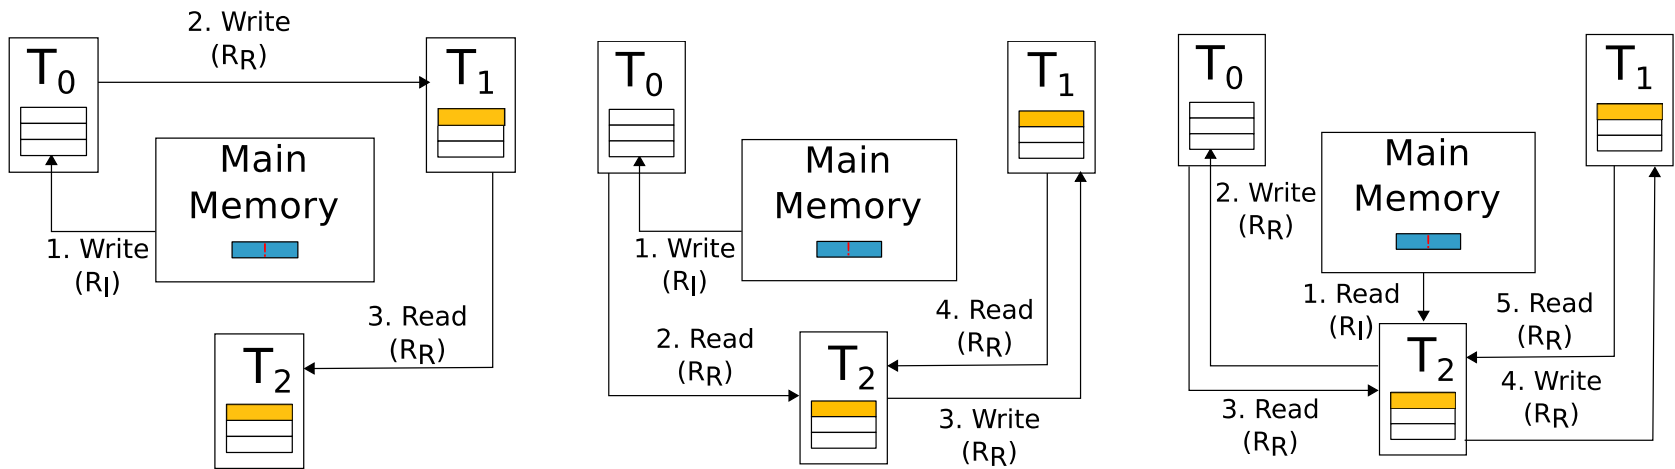 2. Write
(RR)
T0
T1
Main
Memory
!
1. Write
(RI)
3. Read
(RR)
T2
T0
T1
Main
Memory
!
1. Write
(RI)
4. Read
(RR)
2. Read
(RR)
T2
3. Write
(RR)
T0
T1
Main
Memory
!
2. Write
(RR)
1. Read
(RI)
5. Read
(RR)
T2
3. Read
(RR)
4. Write
(RR)